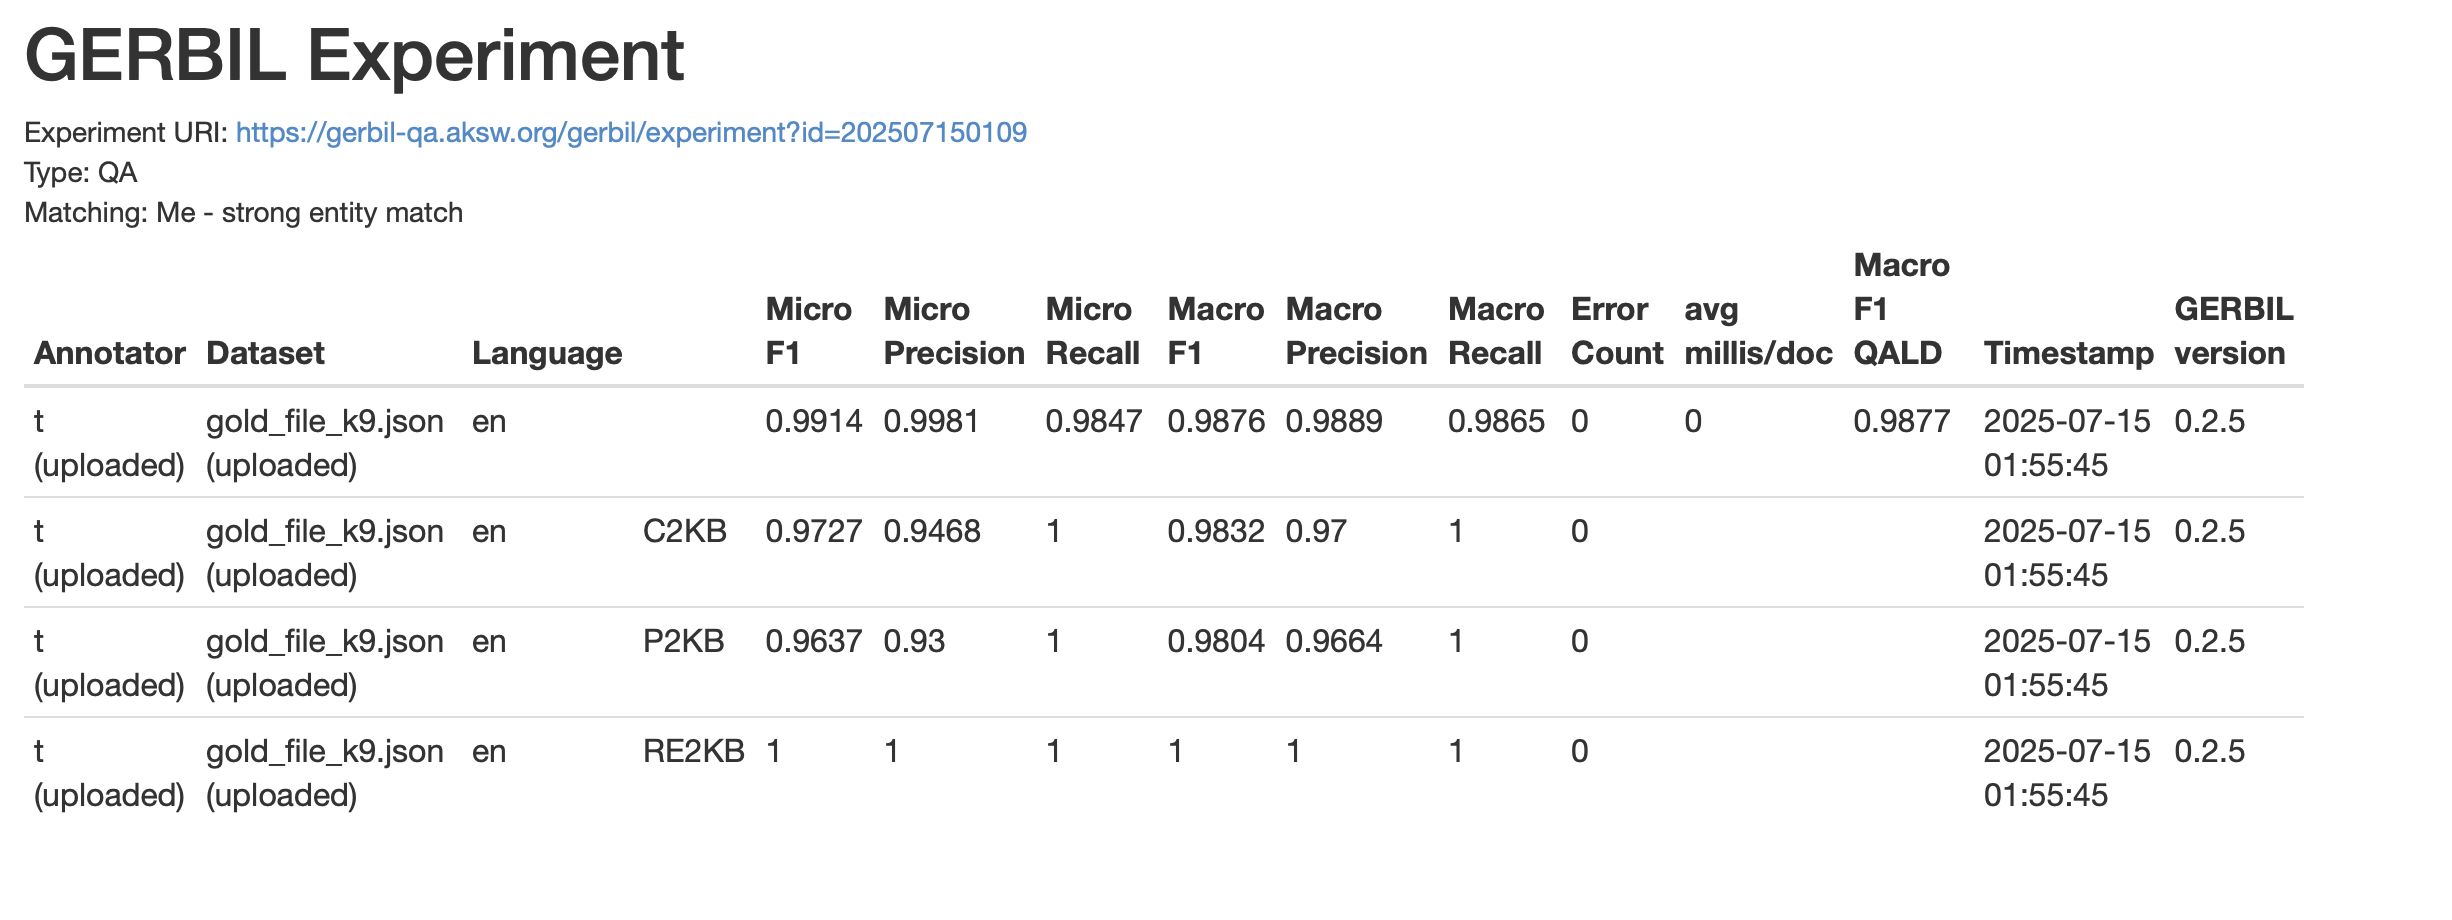 GERBIL Experiment
Experiment URI: https://gerbil-qa.aksw.org/gerbil/experiment?id=202507150109
Type: QA
Matching: Me - strong entity match
Annotator Dataset Language Micro F1 Micro Precision Micro Recall Macro F1 Macro Precision Macro Recall Error Count avg millis/doc Macro F1 QALD Timestamp GERBIL version
t (uploaded) gold_file_k9.json (uploaded) en 0.9914 0.9981 0.9847 0.9876 0.9889 0.9865 0 0 0.9877 2025-07-15 01:55:45 0.2.5
t (uploaded) gold_file_k9.json (uploaded) en C2KB 0.9727 0.9468 1 0.9832 0.97 1 0 2025-07-15 01:55:45 0.2.5
t (uploaded) gold_file_k9.json (uploaded) en P2KB 0.9637 0.93 1 0.9804 0.9664 1 0 2025-07-15 01:55:45 0.2.5
t (uploaded) gold_file_k9.json (uploaded) en RE2KB 1 1 1 1 1 1 0 2025-07-15 01:55:45 0.2.5